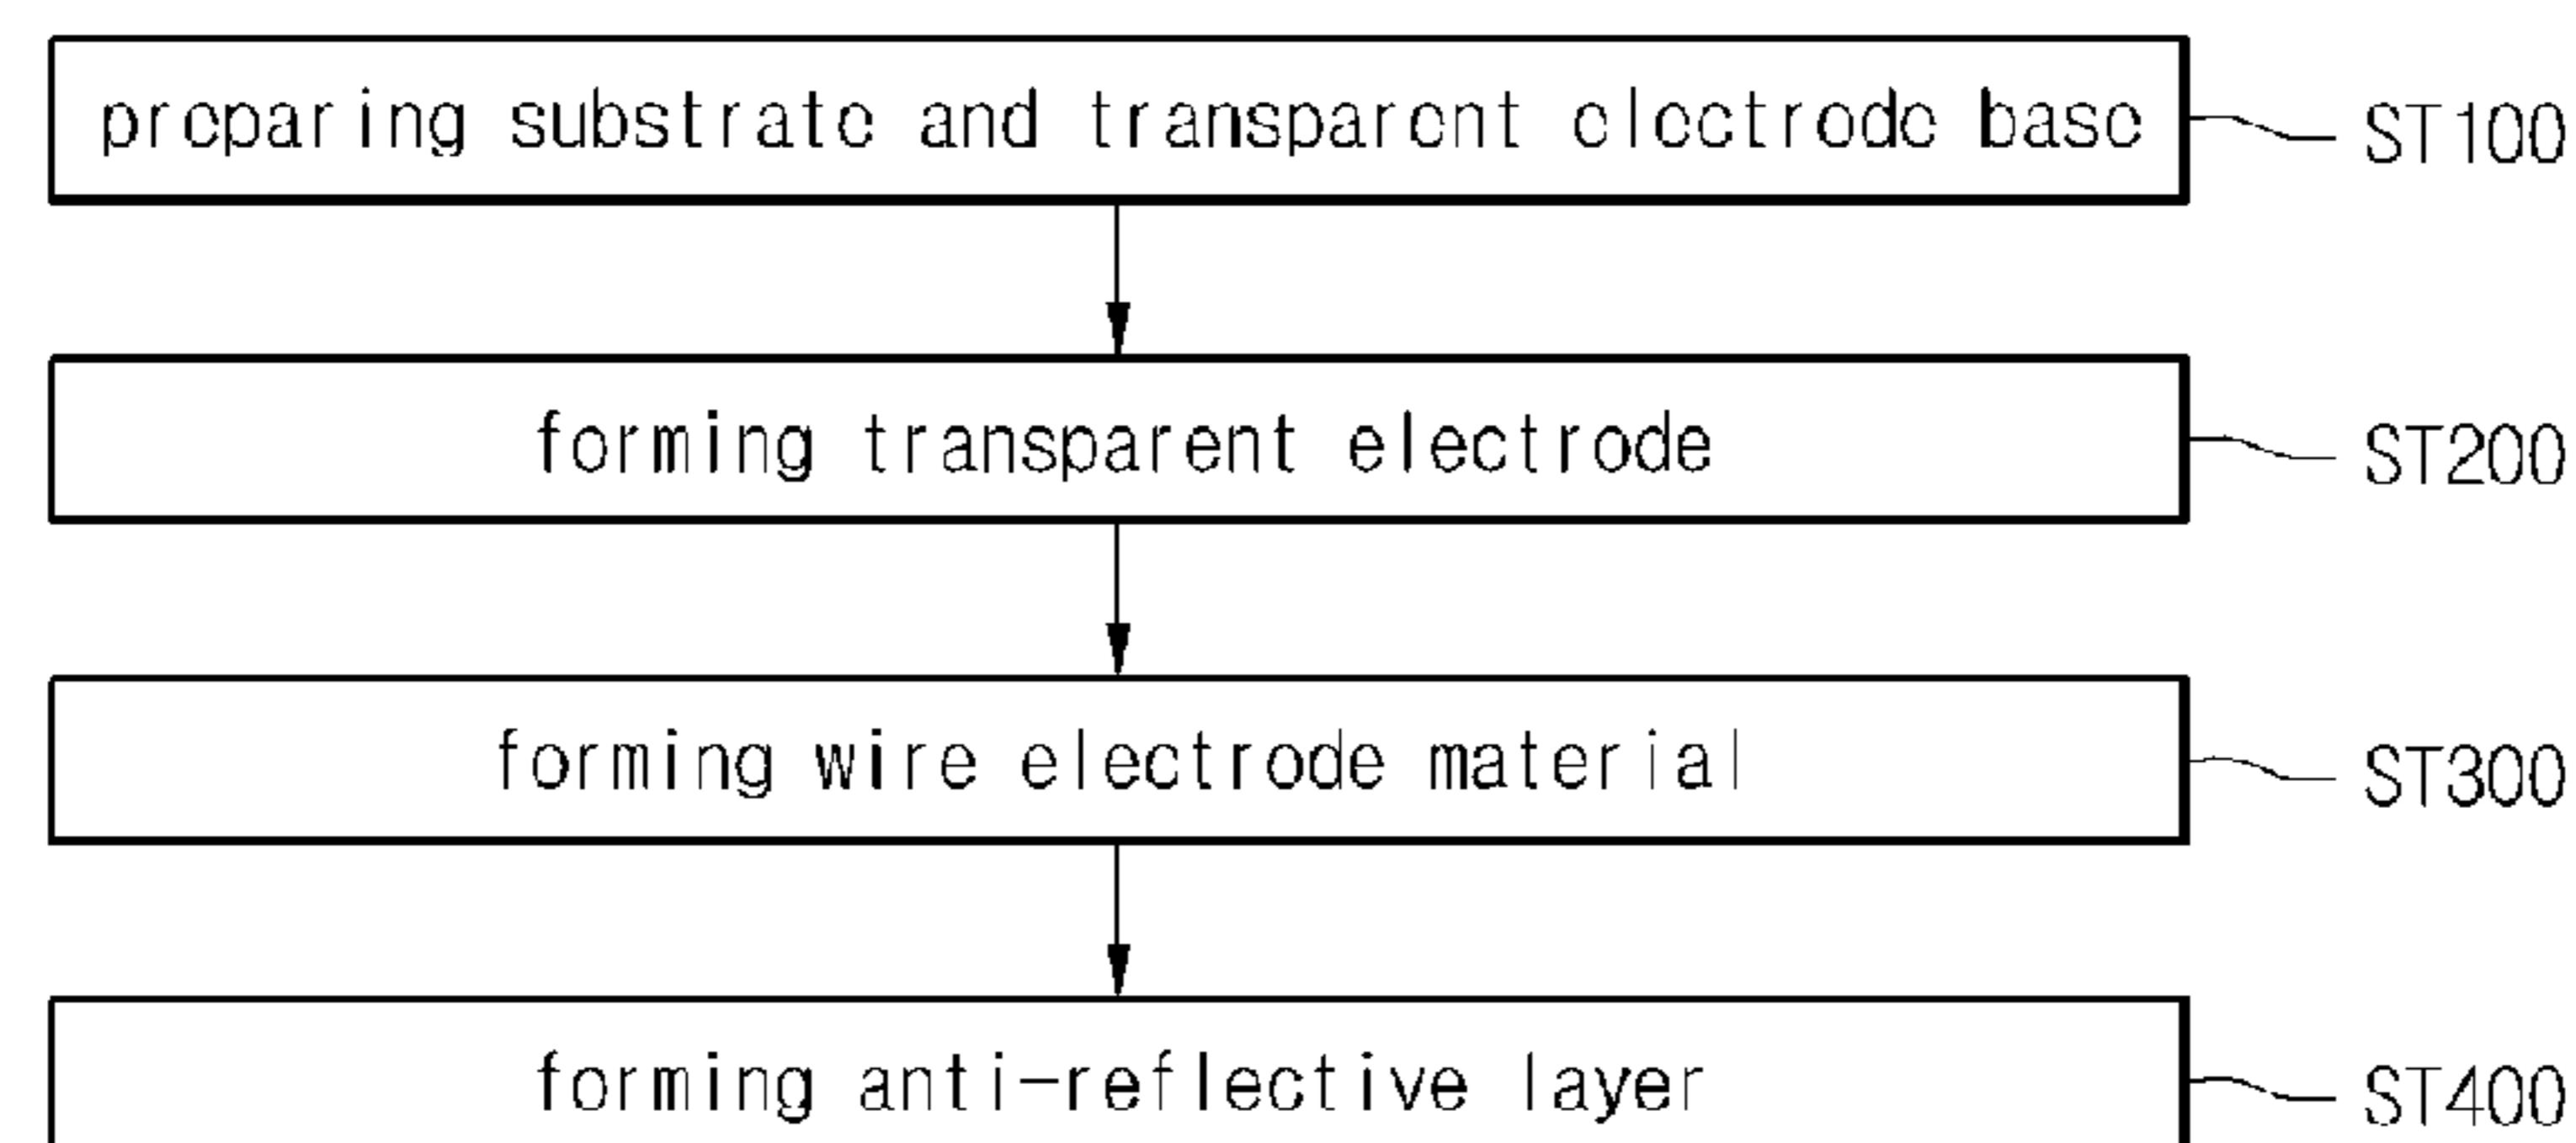 preparing substrate and transparent electrode base ST100
forming transparent electrode ST200
forming wire electrode material ST300
forming anti-reflective layer ST400